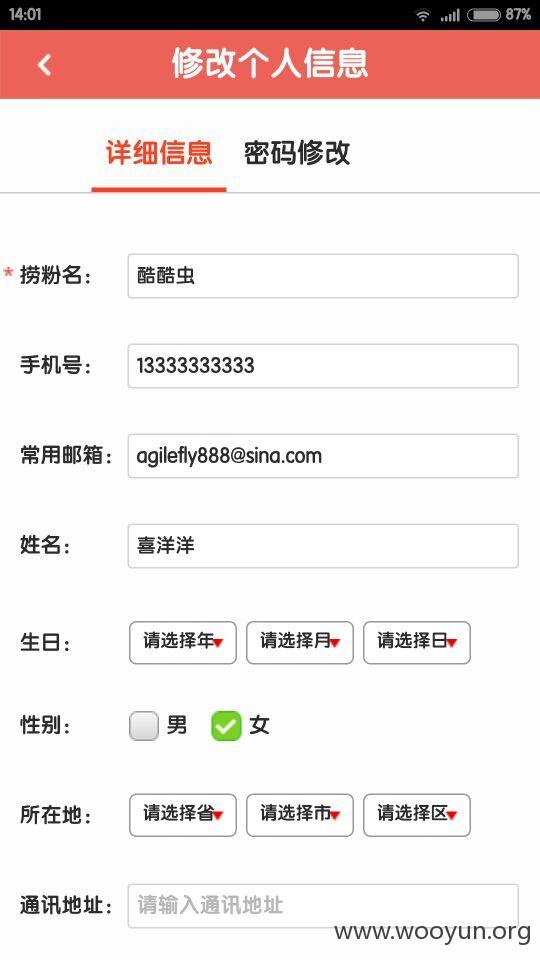 14:01 87%
修改个人信息
详细信息 密码修改
* 捞粉名： 酷酷虫
手机号： 13333333333
常用邮箱： agilefly888@sina.com
姓名： 喜洋洋
生日： 请选择年 请选择月 请选择日
性别： 男 女
所在地： 请选择省 请选择市 请选择区
通讯地址： 请输入通讯地址
www.wooyun.org